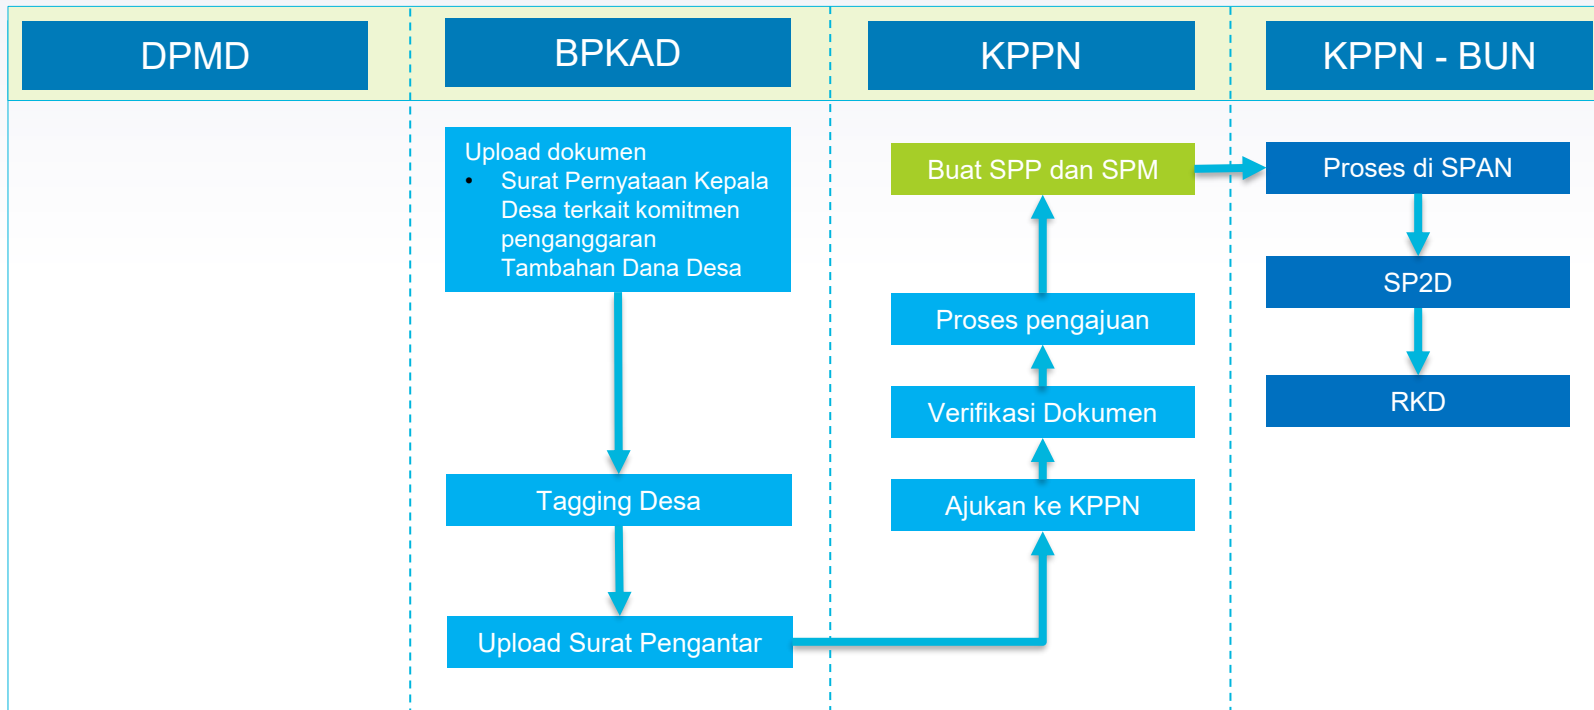 DPMD
BPKAD
KPPN
KPPN - BUN
Upload dokumen
• Surat Pernyataan Kepala
Desa terkait komitmen
penganggaran
Tambahan Dana Desa
Tagging Desa
Upload Surat Pengantar
Buat SPP dan SPM
Proses pengajuan
Verifikasi Dokumen
Ajukan ke KPPN
Proses di SPAN
SP2D
RKD